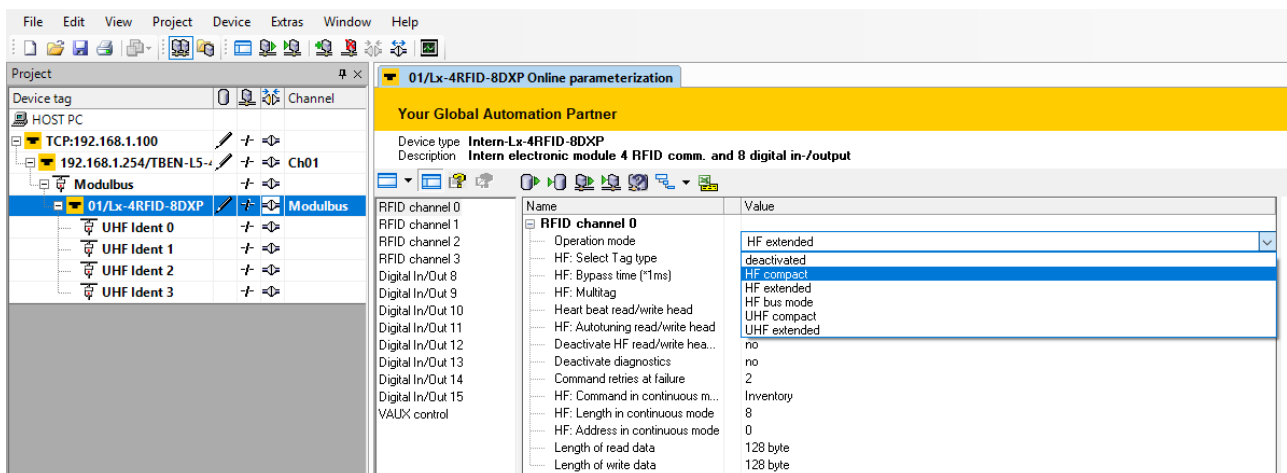 File Edit View Project Device Extras Window Help
Project
Device tag Channel
HOST PC
TCP:192.168.1.100
192.168.1.254/TBEN-L5-4 Ch01
Modulbus
01/Lx-4RFID-8DXP Modulbus
UHF Ident 0
UHF Ident 1
UHF Ident 2
UHF Ident 3
01/Lx-4RFID-8DXP Online parameterization
Your Global Automation Partner
Device type Intern-Lx-4RFID-8DXP
Description Intern electronic module 4 RFID comm. and 8 digital in-/output
RFID channel 0
RFID channel 1
RFID channel 2
RFID channel 3
Digital In/Out 8
Digital In/Out 9
Digital In/Out 10
Digital In/Out 11
Digital In/Out 12
Digital In/Out 13
Digital In/Out 14
Digital In/Out 15
VAUX control
Name Value
RFID channel 0
Operation mode HF extended
HF: Select Tag type
HF: Bypass time (*1ms)
HF: Multitag
Heart beat read/write head
HF: Autotuning read/write head
deactivated
HF compact
HF extended
HF bus mode
UHF compact
UHF extended
Deactivate HF read/write hea... no
Deactivate diagnostics no
Command retries at failure 2
HF: Command in continuous m... Inventory
HF: Length in continuous mode 8
HF: Address in continuous mode 0
Length of read data 128 byte
Length of write data 128 byte